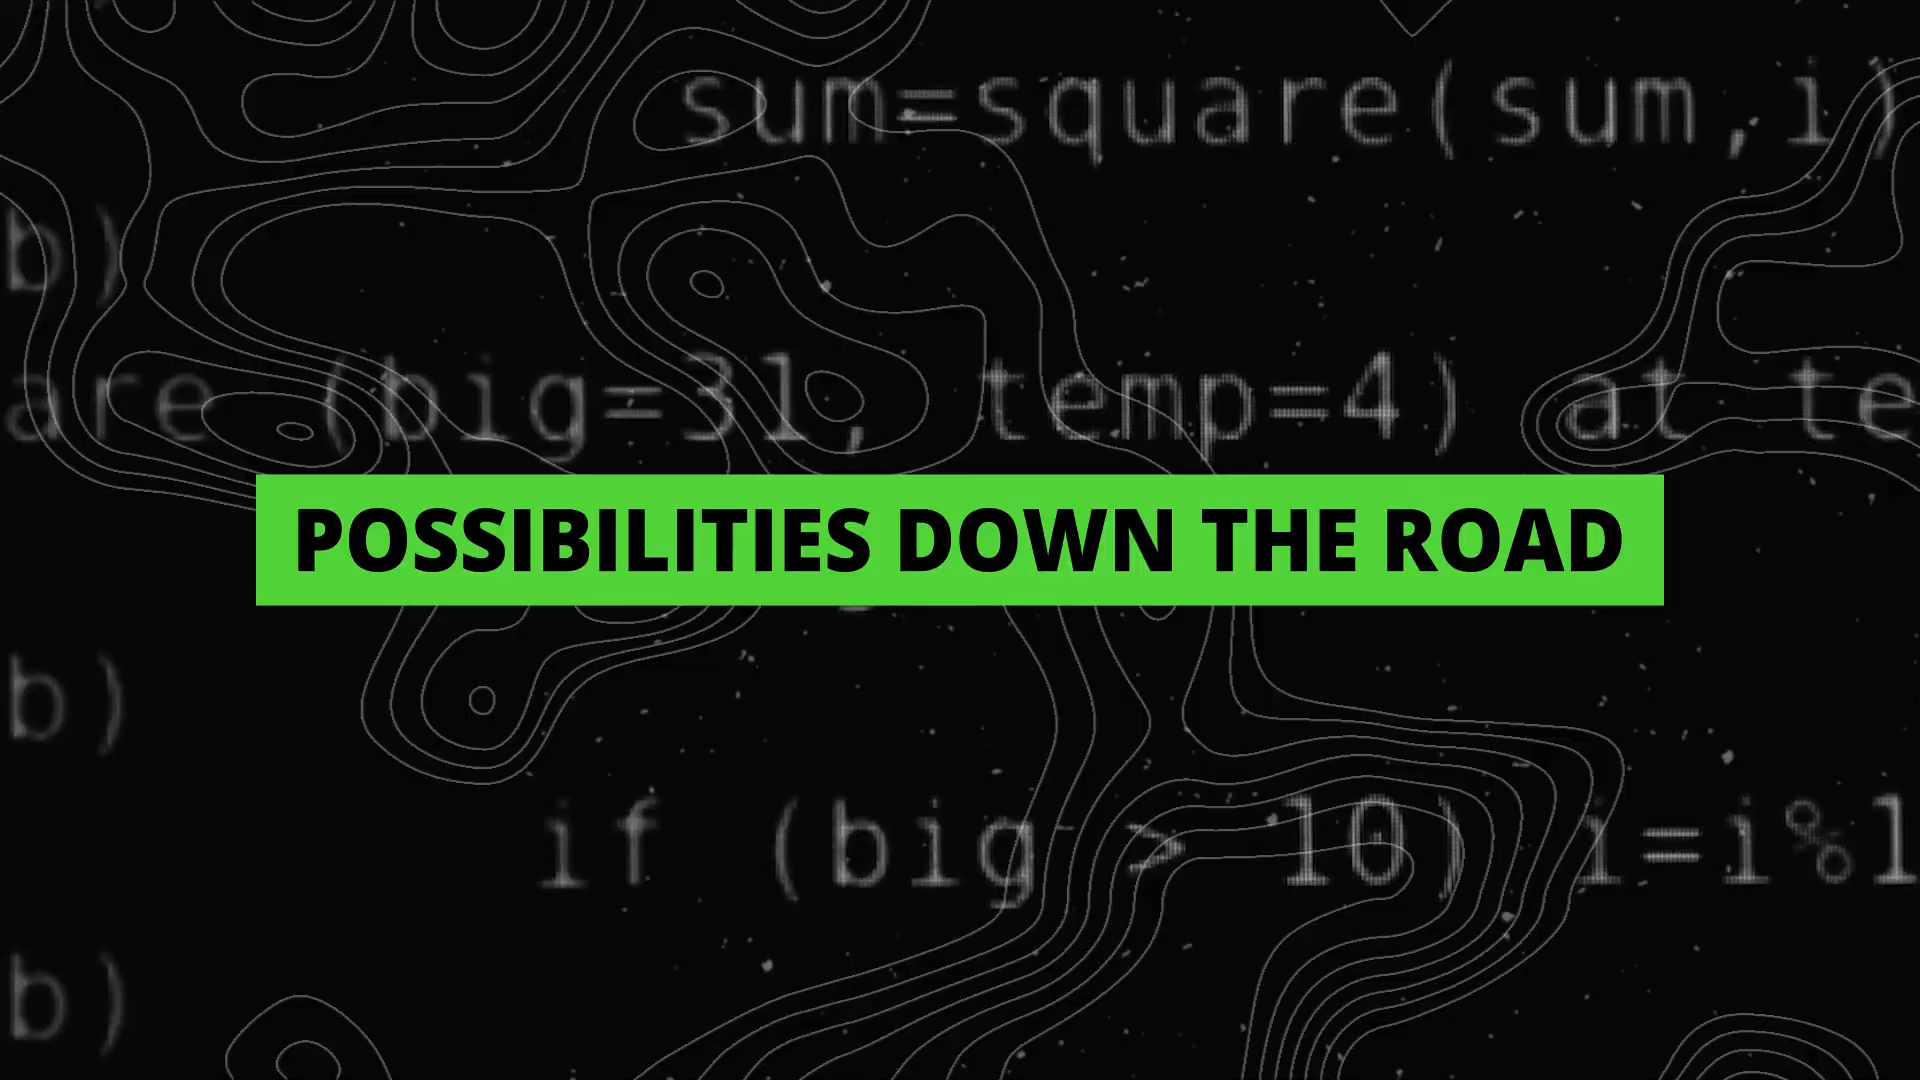 sum=square(sum,i)
b)
are (big=31, temp=4) at te
POSSIBILITIES DOWN THE ROAD
b)
if (big > 10) i=i%1
b)